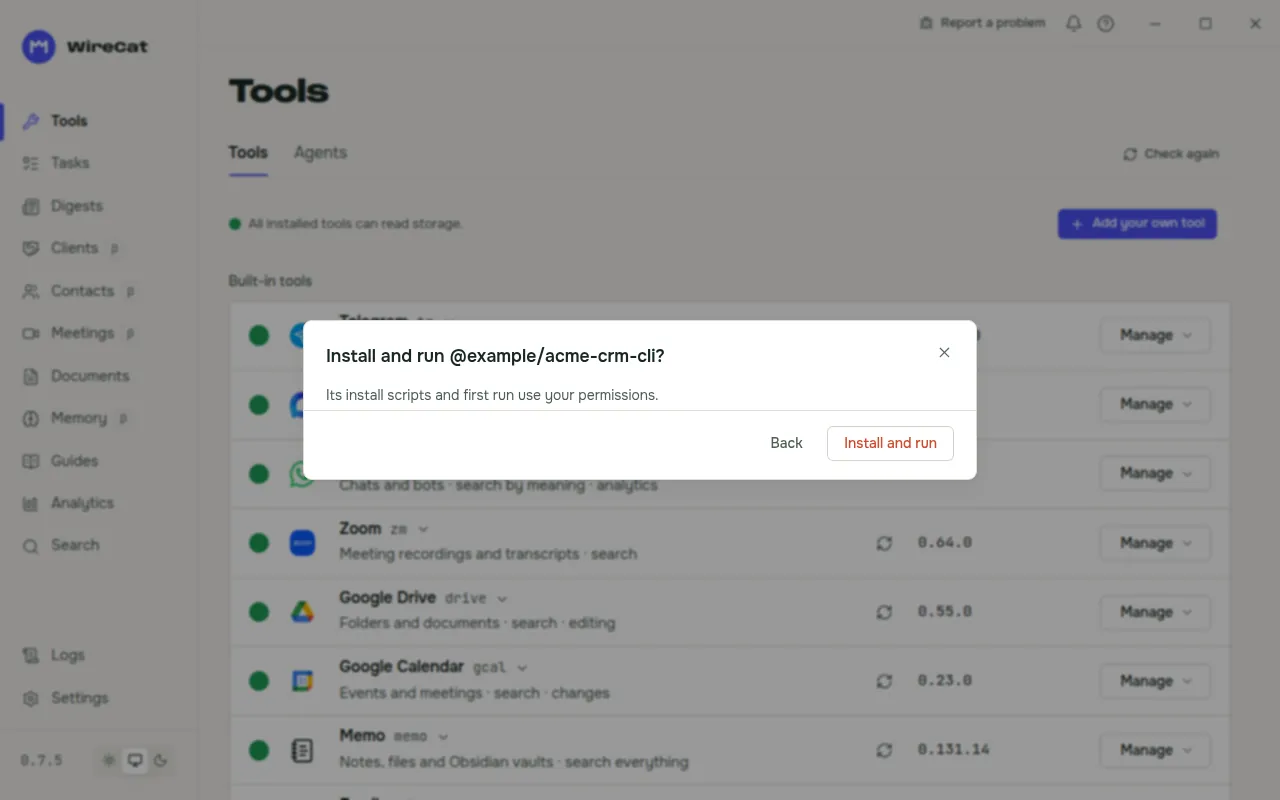 WireCat
Report a problem
Tools
Tasks
Digests
Clients β
Contacts β
Meetings β
Documents
Memory β
Guides
Analytics
Search
Logs
Settings
0.7.5
Tools
Tools
Agents
Check again
All installed tools can read storage.
+ Add your own tool
Built-in tools
Manage
Manage
Install and run @example/acme-crm-cli?
Its install scripts and first run use your permissions.
Back
Install and run
Manage
Chats and bots · search by meaning · analytics
Zoom zm
Meeting recordings and transcripts · search
0.64.0
Manage
Google Drive drive
Folders and documents · search · editing
0.55.0
Manage
Google Calendar gcal
Events and meetings · search · changes
0.23.0
Manage
Memo memo
Notes, files and Obsidian vaults · search everything
0.131.14
Manage